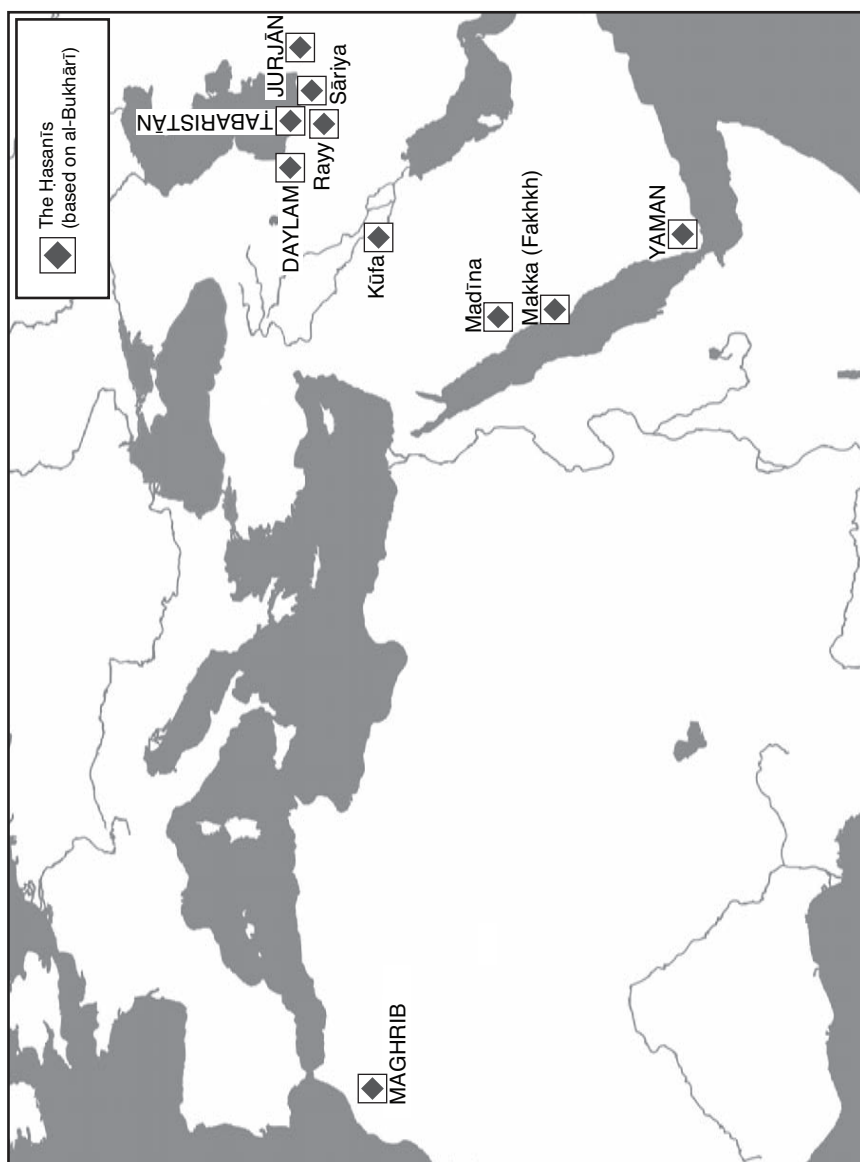 The Ḥasanīs
(based on al-Bukhārī)
JURJĀN
Sāriya
ṬABARISTĀN
Rayy
DAYLAM
Kūfa
Madīna
Makka (Fakhkh)
YAMAN
MAGHRIB